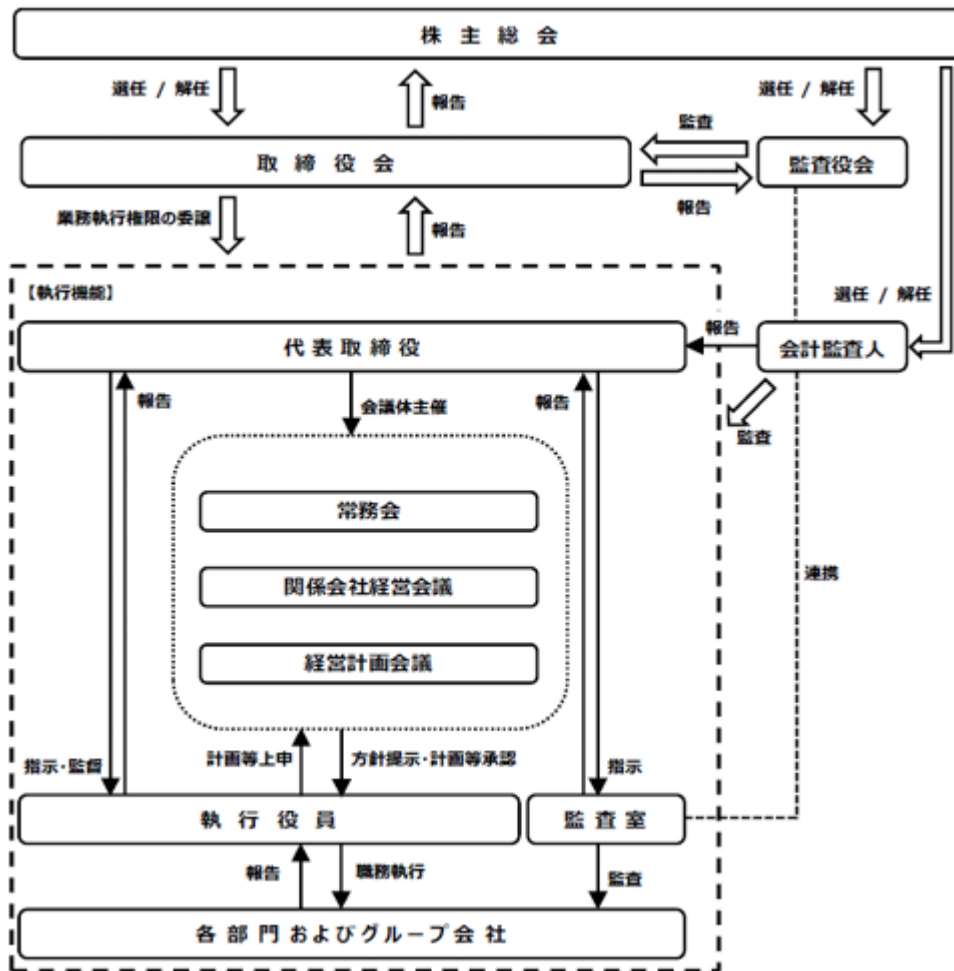 株主総会
選任 / 解任
報告
選任 / 解任
監査
取締役会
監査役会
報告
業務執行権限の委譲
報告
【執行機能】
選任 / 解任
代表取締役
報告
会計監査人
報告
会議体主催
報告
監査
常務会
関係会社経営会議
連携
経営計画会議
指示・監督
計画等上申
方針提示・計画等承認
指示
執行役員
監査室
報告
職務執行
監査
各部門およびグループ会社